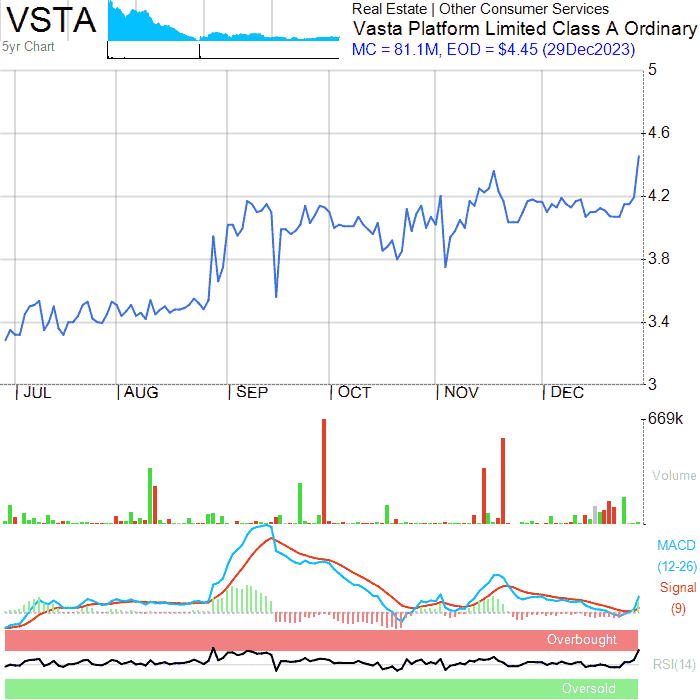 VSTA
5yr Chart
Real Estate | Other Consumer Services
Vasta Platform Limited Class A Ordinary
MC = 81.1M, EOD = $4.45 (29Dec2023)
5
4.6
4.2
3.8
3.4
3
JUL AUG SEP OCT NOV DEC
669k
Volume
MACD
(12-26)
Signal
(9)
Overbought
RSI(14)
Oversold